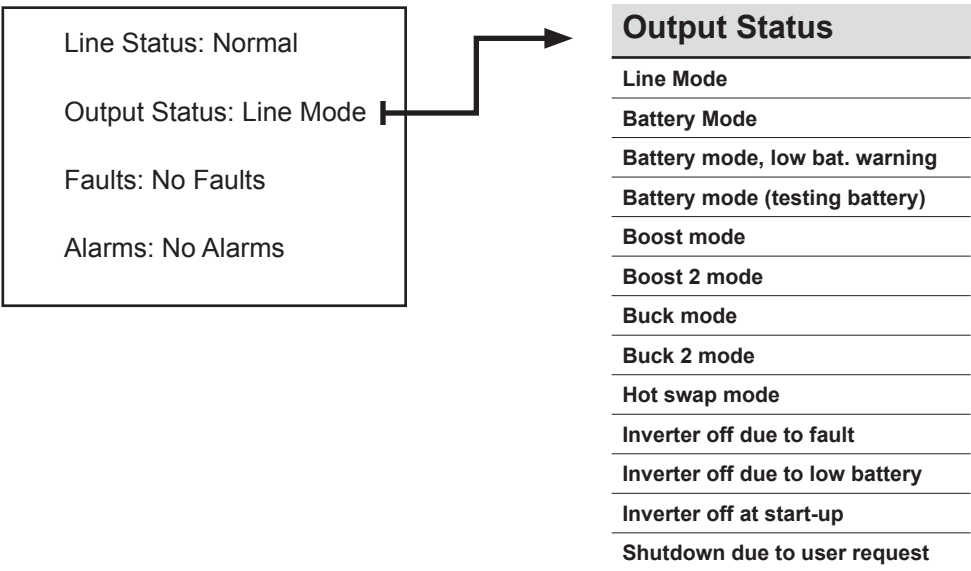 Line Status: Normal
Output Status: Line Mode
Faults: No Faults
Alarms: No Alarms
Output Status
Line Mode
Battery Mode
Battery mode, low bat. warning
Battery mode (testing battery)
Boost mode
Boost 2 mode
Buck mode
Buck 2 mode
Hot swap mode
Inverter off due to fault
Inverter off due to low battery
Inverter off at start-up
Shutdown due to user request